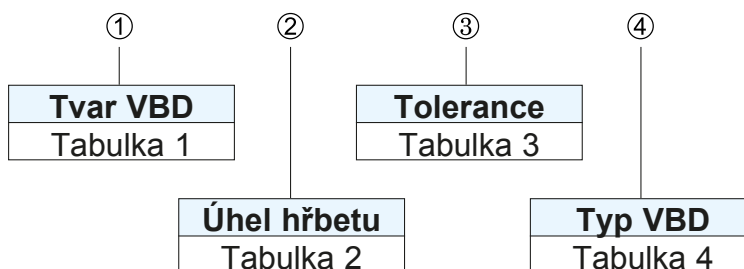 ① ② ③ ④
Tvar VBD
Tabulka 1
Tolerance
Tabulka 3
Úhel hřbetu
Tabulka 2
Typ VBD
Tabulka 4